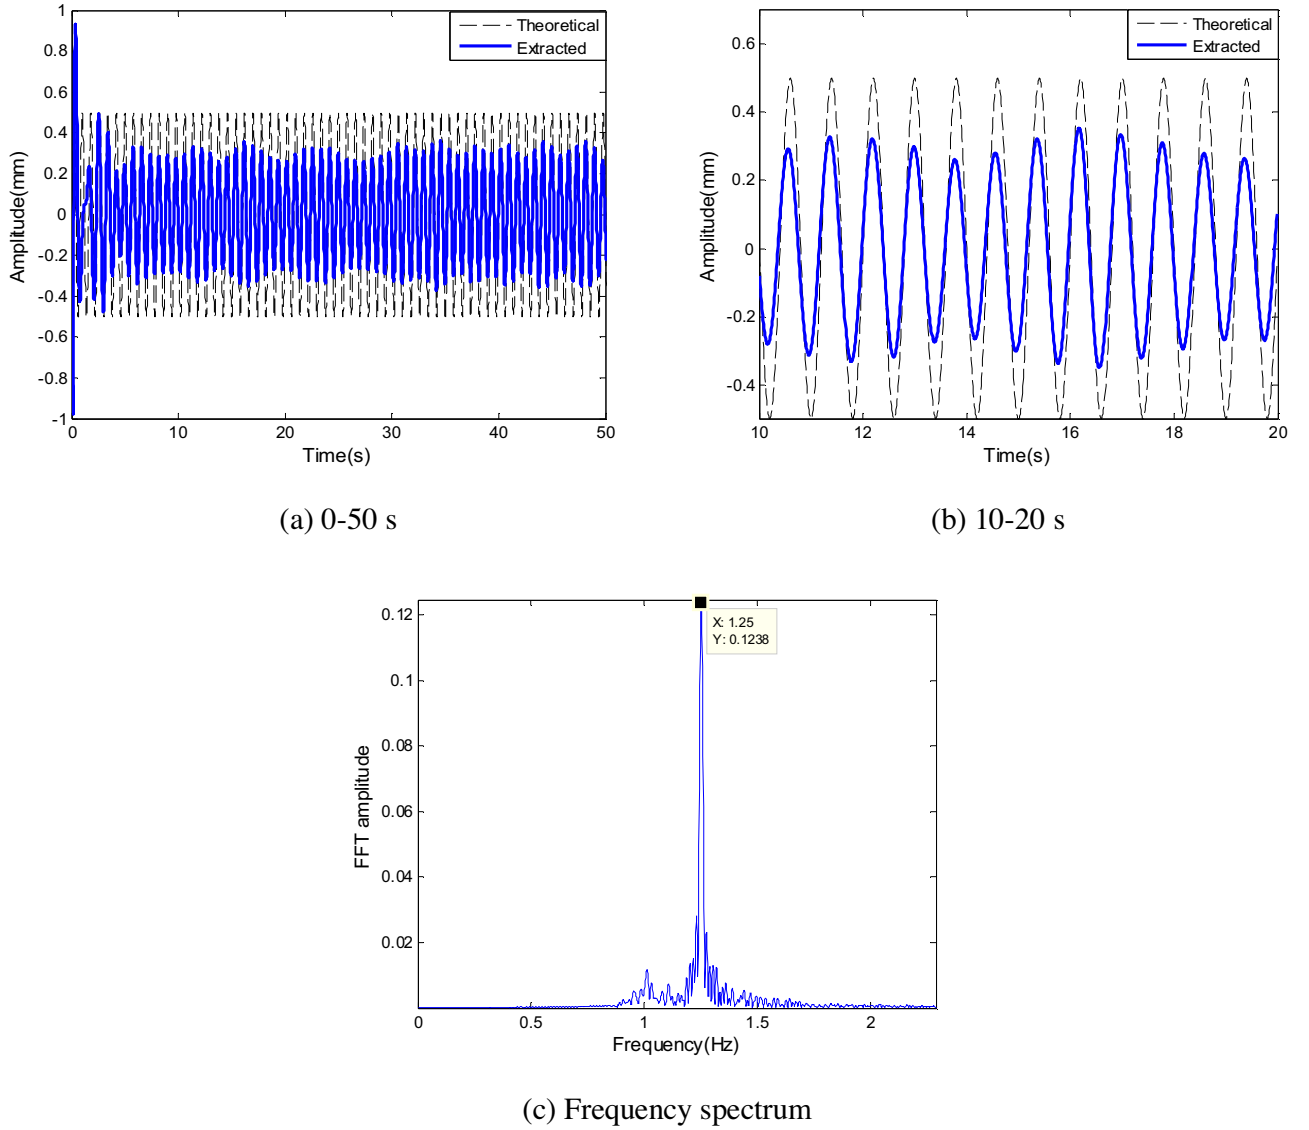 1
0.8
0.6
0.4
0.2
0
-0.2
-0.4
-0.6
-0.8
-1
Amplitude(mm)
Theoretical
Extracted
0 10 20 30 40 50
Time(s)
(a) 0-50 s
0.6
0.4
0.2
0
-0.2
-0.4
Amplitude(mm)
Theoretical
Extracted
10 12 14 16 18 20
Time(s)
(b) 10-20 s
0.12
0.1
0.08
0.06
0.04
0.02
FFT amplitude
X: 1.25
Y: 0.1238
0 0.5 1 1.5 2
Frequency(Hz)
(c) Frequency spectrum